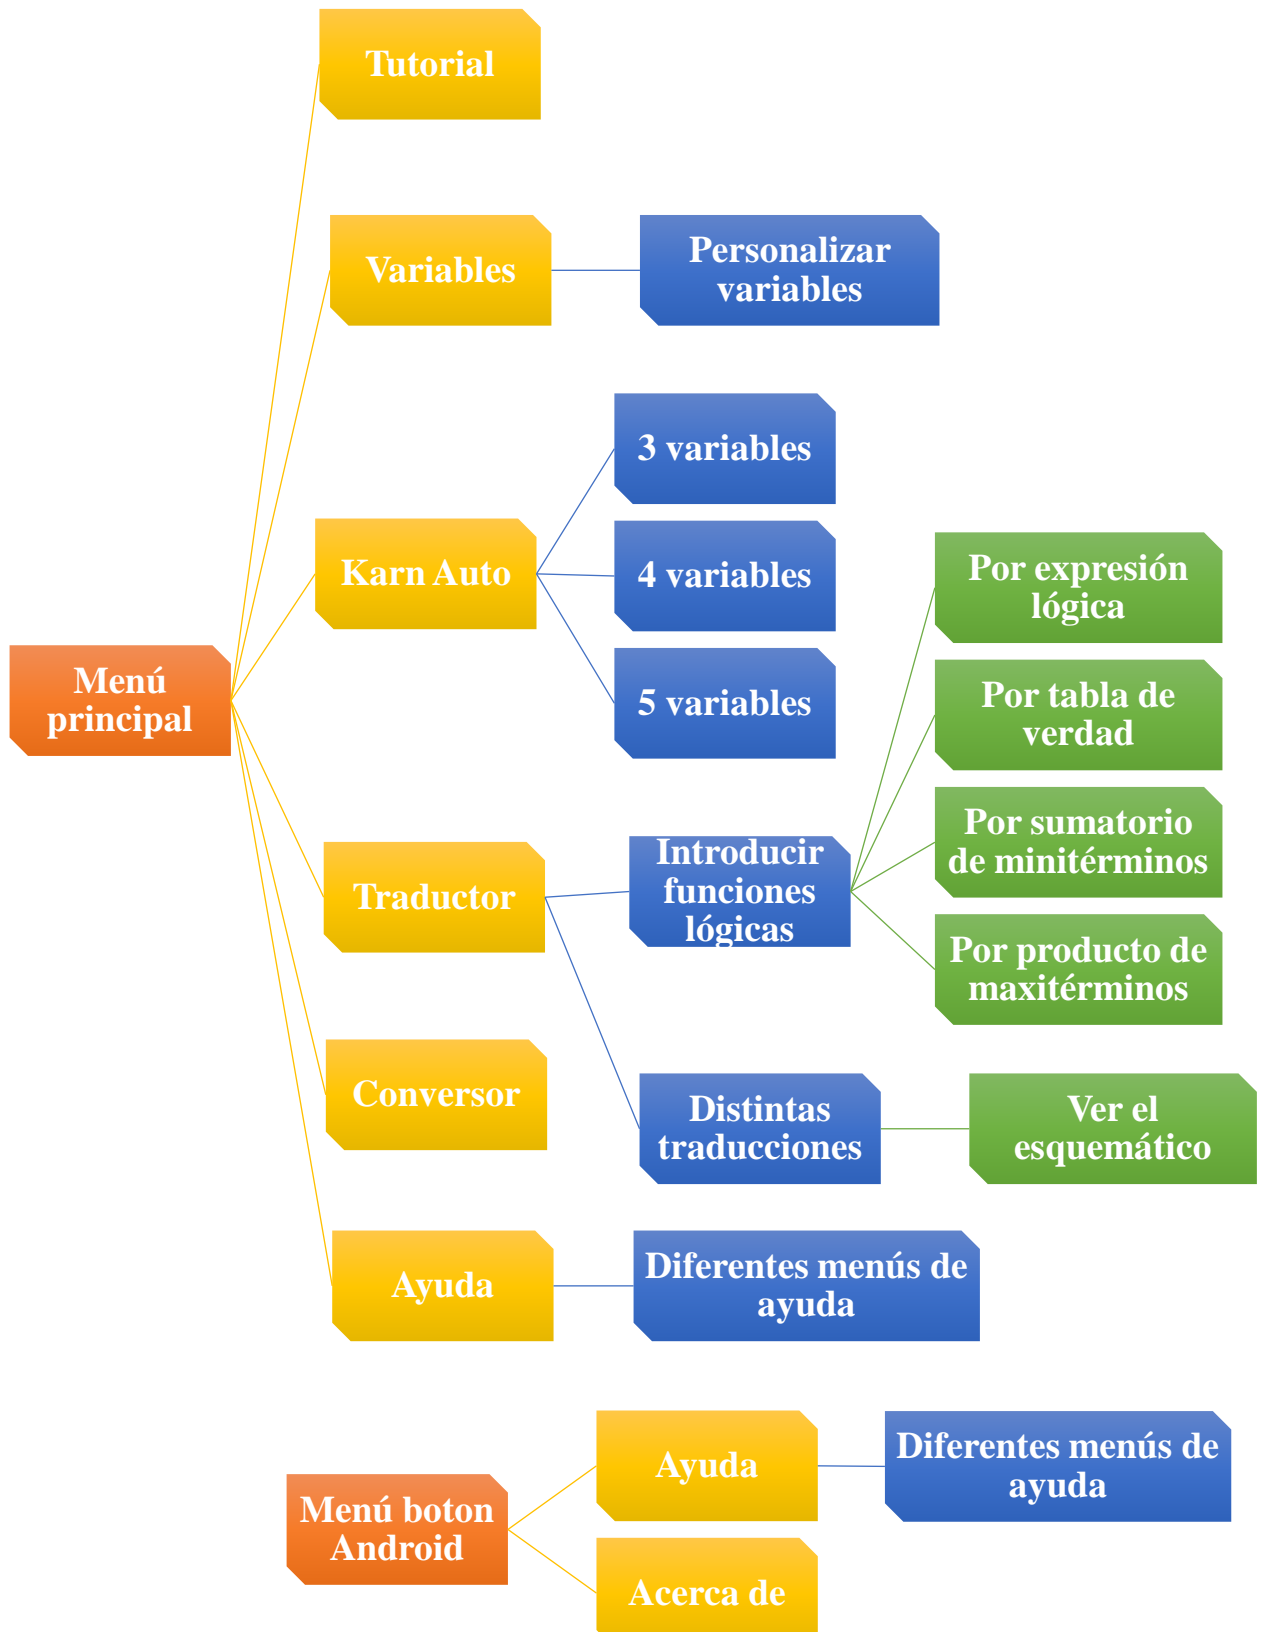 Tutorial
Variables
Personalizar
variables
Karn Auto
3 variables
4 variables
5 variables
Menú
principal
Traductor
Introducir
funciones
lógicas
Por expresión
lógica
Por tabla de
verdad
Por sumatorio
de minitérminos
Por producto de
maxitérminos
Distintas
traducciones
Ver el
esquemático
Conversor
Ayuda
Diferentes menús de
ayuda
Menú boton
Android
Ayuda
Diferentes menús de
ayuda
Acerca de